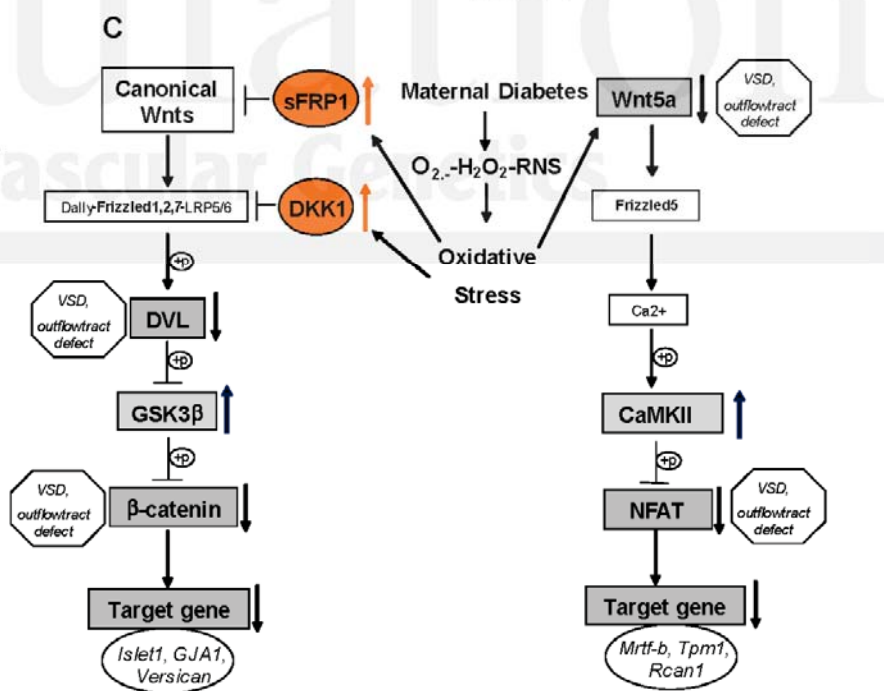 C
Canonical
Wnts
sFRP1
Maternal Diabetes
Wnt5a
VSD,
outflowtract
defect
O2.--H2O2-RNS
Dally-Frizzled1,2,7-LRP5/6
DKK1
Frizzled5
Oxidative
Stress
+p
VSD,
outflowtract
defect
DVL
Ca2+
+p
+p
GSK3β
CaMKII
+p
+p
VSD,
outflowtract
defect
β-catenin
NFAT
VSD,
outflowtract
defect
Target gene
Target gene
Islet1, GJA1,
Versican
Mrtf-b, Tpm1,
Rcan1
ascular Genetics